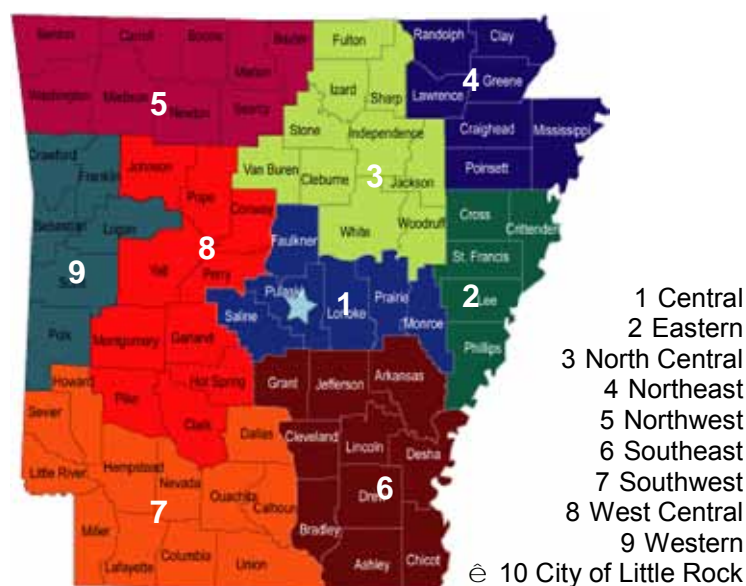 Benton Carroll Boone Baxter Fulton Randolph Clay
Marion
Washington Madison Newton Searcy Izard Sharp Lawrence Greene
5
4
Stone Independence Craighead Mississippi
Crawford Franklin Johnson Van Buren Cleburne Jackson Poinsett
3
Pope Conway White Woodruff Cross Crittenden
Sebastian Logan Faulkner St. Francis
8
9
Scott Yell Perry Pulaski Lonoke Prairie Lee
1
2
Saline Monroe
Polk Montgomery Garland Phillips
Hot Spring Grant Jefferson Arkansas
Howard Pike Clark
Sevier Dallas Cleveland Lincoln Desha
Little River Hempstead Nevada Ouachita Calhoun Drew
6
7
Miller Bradley
Lafayette Columbia Union Ashley Chicot
1 Central
2 Eastern
3 North Central
4 Northeast
5 Northwest
6 Southeast
7 Southwest
8 West Central
9 Western
ê 10 City of Little Rock